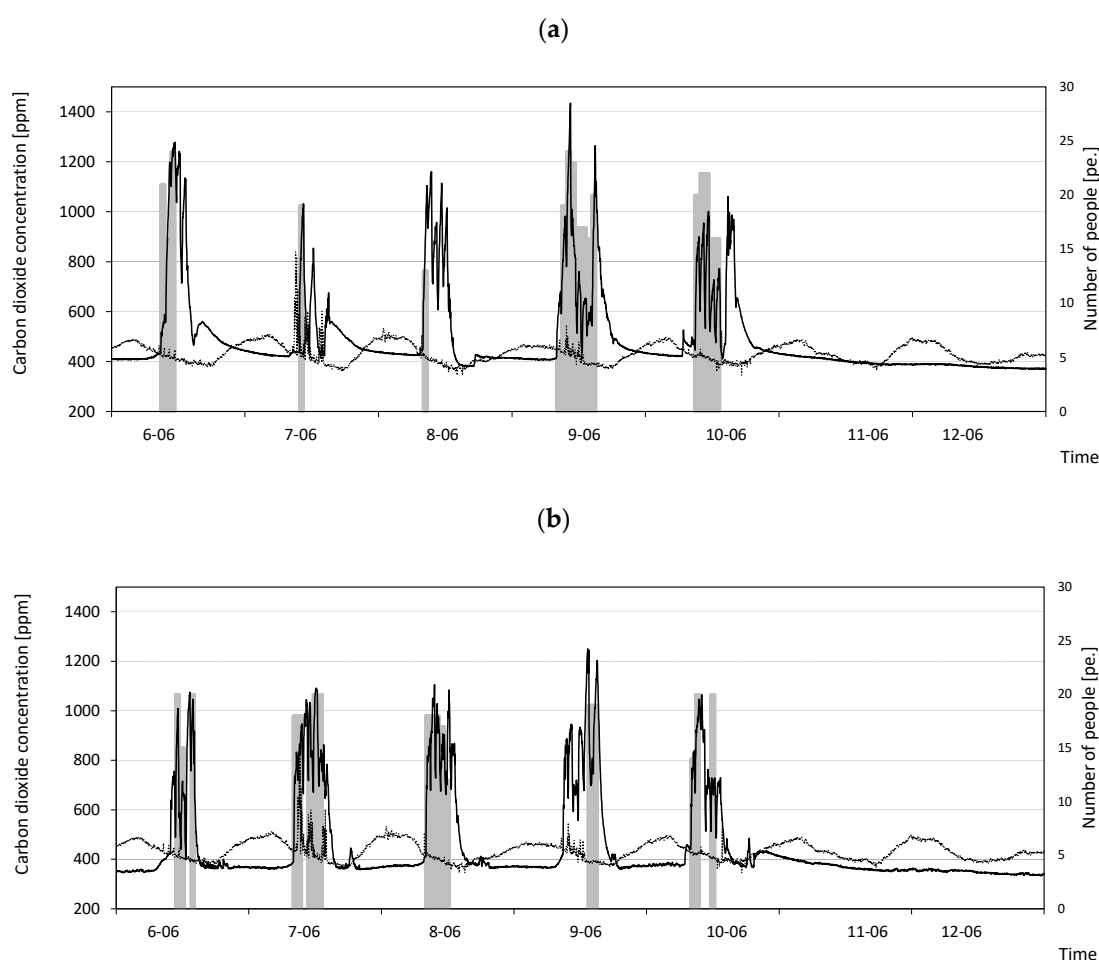 (a)
Carbon dioxide concentration [ppm]
1400
1200
1000
800
600
400
200
30
25
20
15
10
5
0
Number of people [pe.]
6-06 7-06 8-06 9-06 10-06 11-06 12-06
Time
(b)
Carbon dioxide concentration [ppm]
1400
1200
1000
800
600
400
200
30
25
20
15
10
5
0
Number of people [pe.]
6-06 7-06 8-06 9-06 10-06 11-06 12-06
Time